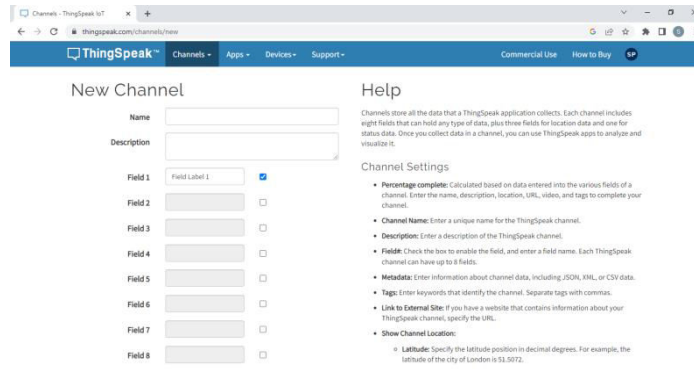 Channels - ThingSpeak IoT
thingspeak.com/channels/new
ThingSpeak™ Channels Apps Devices Support Commercial Use How to Buy SP
New Channel
Name
Description
Field 1 Field Label 1
Field 2
Field 3
Field 4
Field 5
Field 6
Field 7
Field 8
Help
Channels store all the data that a ThingSpeak application collects. Each channel includes
eight fields that can hold any type of data, plus three fields for location data and one for
status data. Once you collect data in a channel, you can use ThingSpeak apps to analyze and
visualize it.
Channel Settings
• Percentage complete: Calculated based on data entered into the various fields of a
channel. Enter the name, description, location, URL, video, and tags to complete your
channel.
• Channel Name: Enter a unique name for the ThingSpeak channel.
• Description: Enter a description of the ThingSpeak channel.
• Field#: Check the box to enable the field, and enter a field name. Each ThingSpeak
channel can have up to 8 fields.
• Metadata: Enter information about channel data, including JSON, XML, or CSV data.
• Tags: Enter keywords that identify the channel. Separate tags with commas.
• Link to External Site: If you have a website that contains information about your
ThingSpeak channel, specify the URL.
• Show Channel Location:
Latitude: Specify the latitude position in decimal degrees. For example, the
latitude of the city of London is 51.5072.